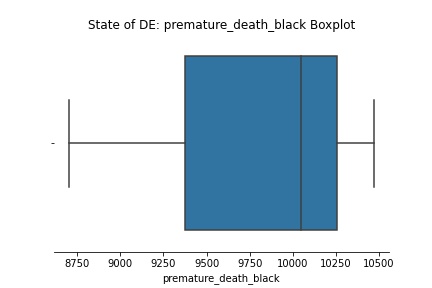 State of DE: premature_death_black Boxplot
-
8750 9000 9250 9500 9750 10000 10250 10500
premature_death_black